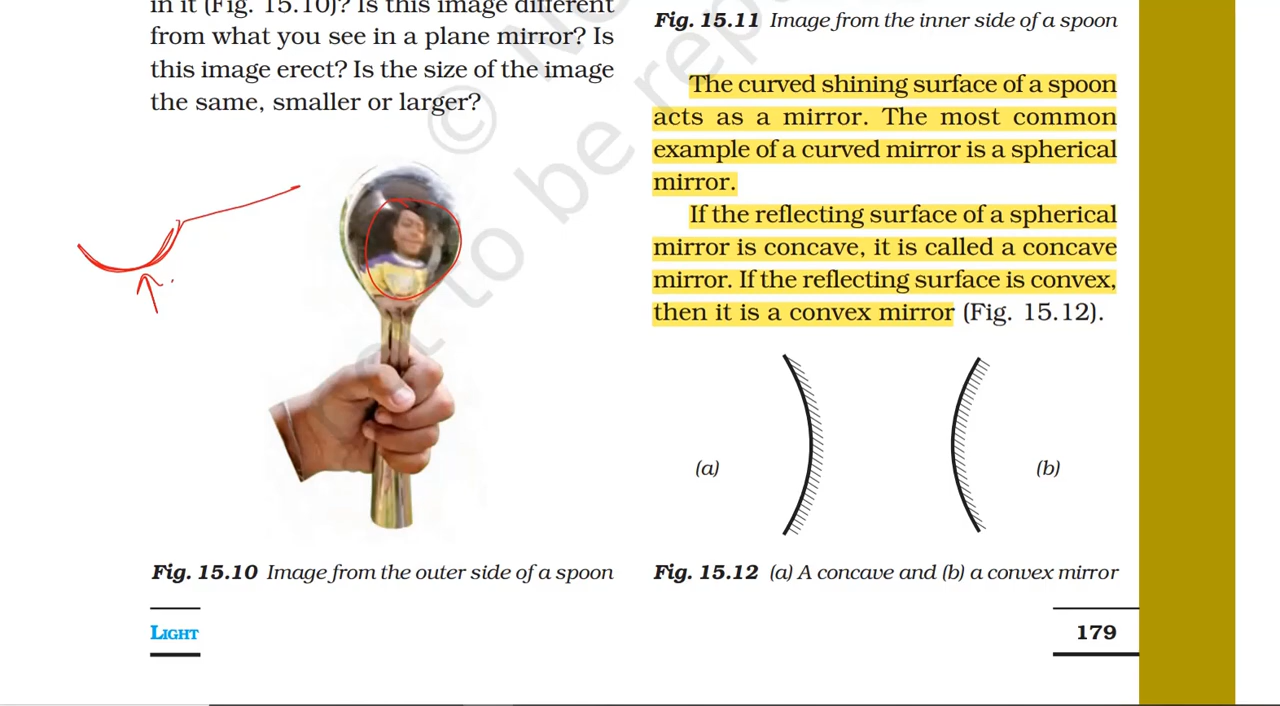 in it (Fig. 15.10)? Is this image different
from what you see in a plane mirror? Is
this image erect? Is the size of the image
the same, smaller or larger?
Fig. 15.10 Image from the outer side of a spoon
LIGHT
Fig. 15.11 Image from the inner side of a spoon
The curved shining surface of a spoon
acts as a mirror. The most common
example of a curved mirror is a spherical
mirror.
If the reflecting surface of a spherical
mirror is concave, it is called a concave
mirror. If the reflecting surface is convex,
then it is a convex mirror (Fig. 15.12).
(a)
(b)
Fig. 15.12 (a) A concave and (b) a convex mirror
179